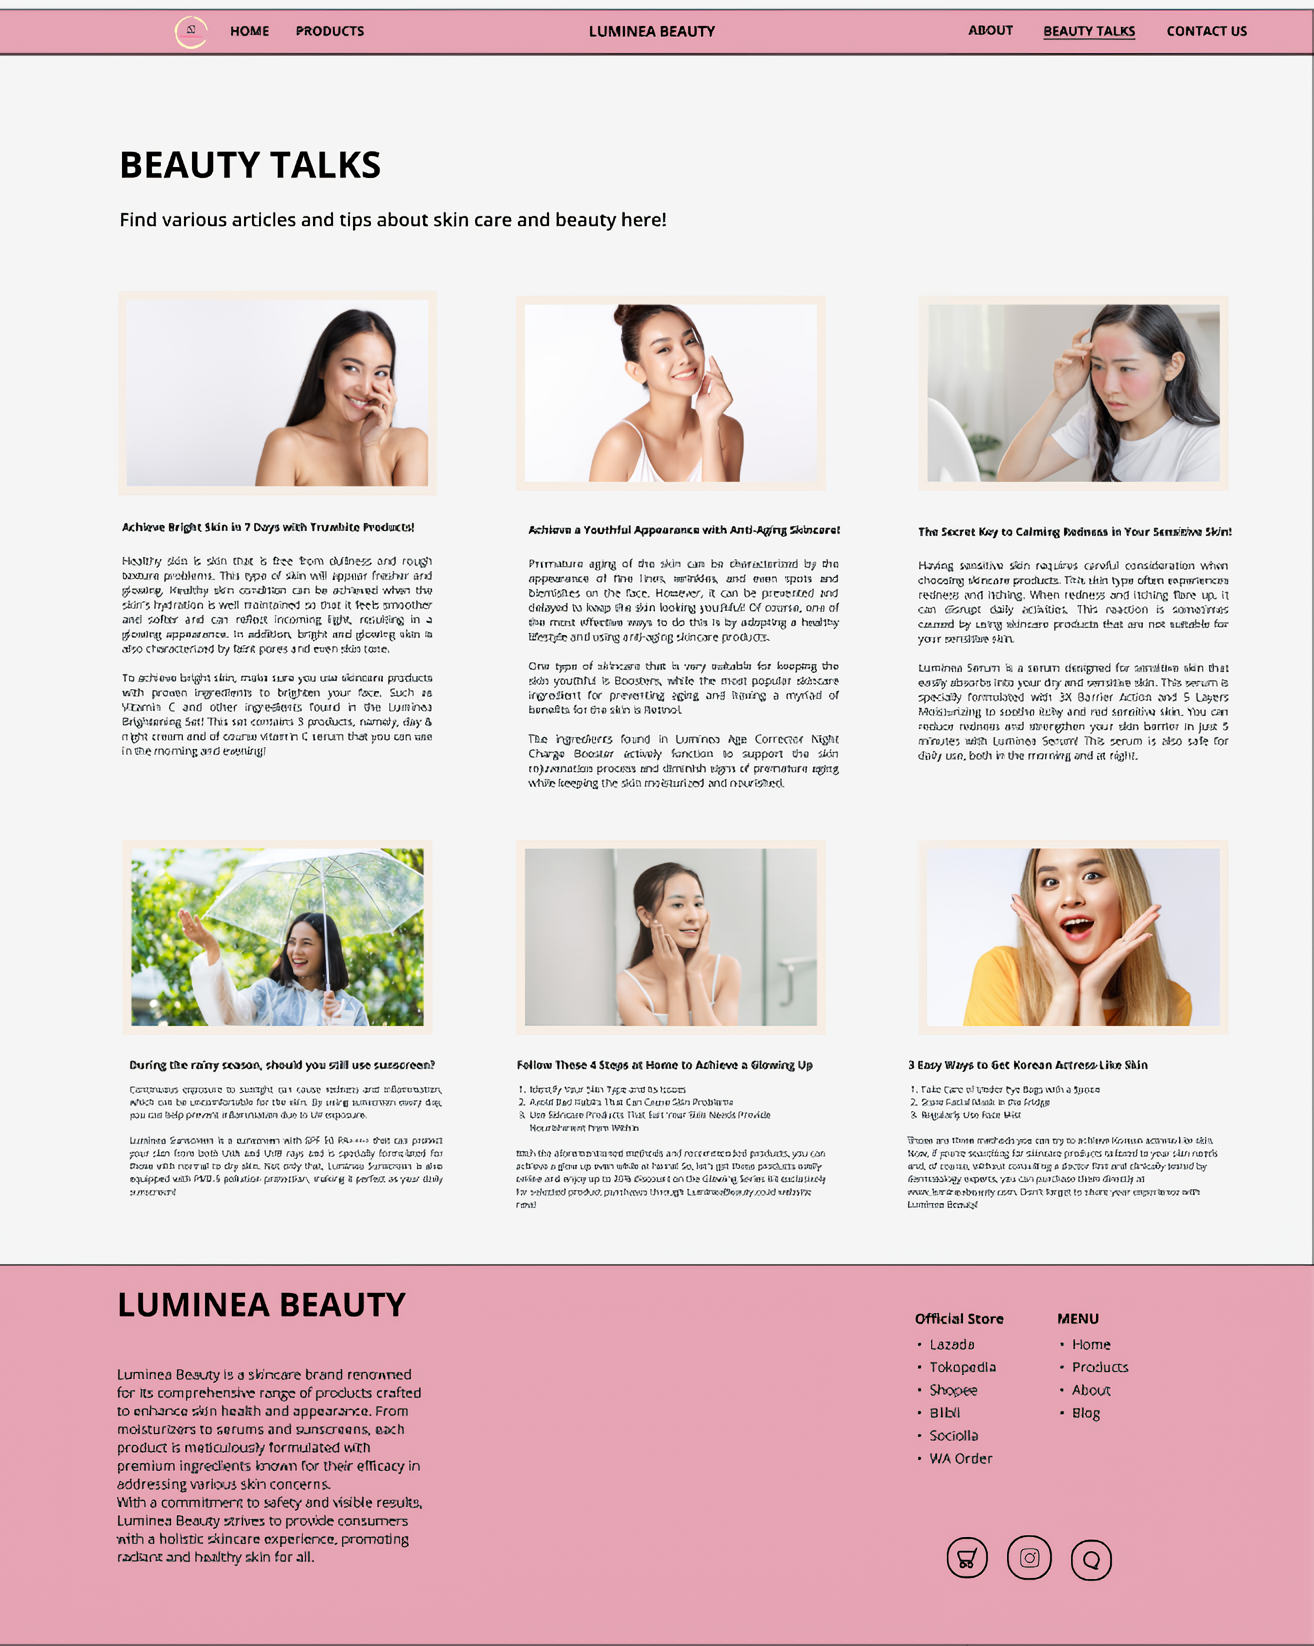 HOME PRODUCTS LUMINEA BEAUTY ABOUT BEAUTY TALKS CONTACT US
BEAUTY TALKS
Find various articles and tips about skin care and beauty here!
Achieve Bright Skin in 7 Days with Products!
Healthy skin is skin that is free from dullness and rough
texture problems. This type of skin will appear fresher and
glowing. Healthy skin condition can be achieved when the
skin's hydration is well maintained so that it feels smoother
and softer and can reflect incoming light, resulting in a
glowing appearance. In addition, bright and glowing skin is
also characterized by faint pores and even skin tone.
To achieve bright skin, make sure you use skincare products
with proven ingredients to brighten your face. Such as
Vitamin C and other ingredients found in the Luminea
Brightening Set! This set contains 3 products, namely, day &
night cream and of course vitamin C serum that you can use
in the morning and evening!
Achieve a Youthful Appearance with Anti-Aging Skincare!
Premature aging of the skin can be characterized by the
appearance of fine lines, wrinkles, and even spots and
blemishes on the face. However, it can be prevented and
delayed to keep the skin looking youthful! Of course, one of
the most effective ways to do this is by adopting a healthy
lifestyle and using anti-aging skincare products.
One type of skincare that is very suitable for keeping the
skin youthful is Boosters, while the most popular skincare
ingredient for preventing aging and having a myriad of
benefits for the skin is Retinol.
The ingredients found in Luminea Age Corrector Night
Charge Booster actively function to support the skin
rejuvenation process and diminish signs of premature aging
while keeping the skin moisturized and nourished.
The Secret Key to Calming Redness in Your Sensitive Skin!
Having sensitive skin requires careful consideration when
choosing skincare products. This skin type often experiences
redness and itching. When redness and itching flare up, it
can disrupt daily activities. This reaction is sometimes
caused by using skincare products that are not suitable for
your sensitive skin.
Luminea Serum is a serum designed for sensitive skin that
easily absorbs into your dry and sensitive skin. This serum is
specially formulated with 3X Barrier Action and 5 Layers
Moisturizing to soothe itchy and red sensitive skin. You can
reduce redness and strengthen your skin barrier in just 5
minutes with Luminea Serum! This serum is also safe for
daily use, both in the morning and at night.
During the rainy season, should you still use sunscreen?
Continuous exposure to sunlight can cause redness and inflammation,
which can be uncomfortable for the skin. By using sunscreen every day,
you can help prevent inflammation due to UV exposure.
Luminea Sunscreen is a sunscreen with SPF 50 PA++++ that can protect
your skin from both UVA and UVB rays and is specially formulated for
those with normal to dry skin. Not only that, Luminea Sunscreen is also
equipped with PM2.5 pollution protection, making it perfect as your daily
sunscreen!
Follow These 4 Steps at Home to Achieve a Glowing Up
1. Identify Your Skin Type and Its Issues
2. Avoid Bad Habits That Can Cause Skin Problems
3. Use Skincare Products That Suit Your Skin Needs Provide
Nourishment from Within
With the aforementioned methods and recommended products, you can
achieve a glow up even while at home! So, let's get these products easily
online and enjoy up to 20% discount on the Glowing Series Kit exclusively
for selected product purchases through website
now!
3 Easy Ways to Get Korean Actress-Like Skin
1. Take Care of Under Eye Bags with a Spoon
2. Store Facial Mask in the Fridge
3. Regularly Use Face Mist
Those are three methods you can try to achieve Korean actress-like skin.
Now, if you're searching for skincare products tailored to your skin needs
and, of course, without consulting a doctor first and clinically tested by
dermatology experts, you can purchase them directly at
Don't forget to share your experience with
Luminea Beauty!
LUMINEA BEAUTY
Luminea Beauty is a skincare brand renowned
for its comprehensive range of products crafted
to enhance skin health and appearance. From
moisturizers to serums and sunscreens, each
product is meticulously formulated with
premium ingredients known for their efficacy in
addressing various skin concerns.
With a commitment to safety and visible results,
Luminea Beauty strives to provide consumers
with a holistic skincare experience, promoting
radiant and healthy skin for all.
Official Store
• Lazada
• Tokopedia
• Shopee
• Blibli
• Sociolla
• WA Order
MENU
• Home
• Products
• About
• Blog